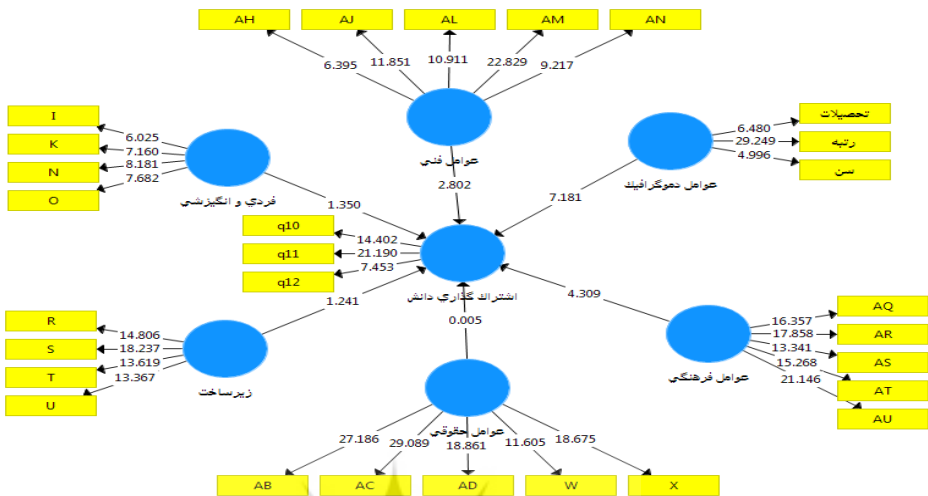 AH AJ AL AM AN
6.395 11.851 10.911 22.829 9.217
عوامل فني
2.802
I
K
N
O
6.025
7.160
8.181
7.682
فردي و انگيزشي
1.350
تحصيلات
رتبه
سن
6.480
29.249
4.996
عوامل دموگرافيك
7.181
q10
q11
q12
14.402
21.190
7.453
اشتراك گذاري دانش
R
S
T
U
14.806
18.237
13.619
13.367
زيرساخت
1.241
0.005
4.309
AQ
AR
AS
AT
AU
16.357
17.858
13.341
15.268
21.146
عوامل فرهنگي
عوامل حقوقي
27.186 29.089 18.861 11.605 18.675
AB AC AD W X